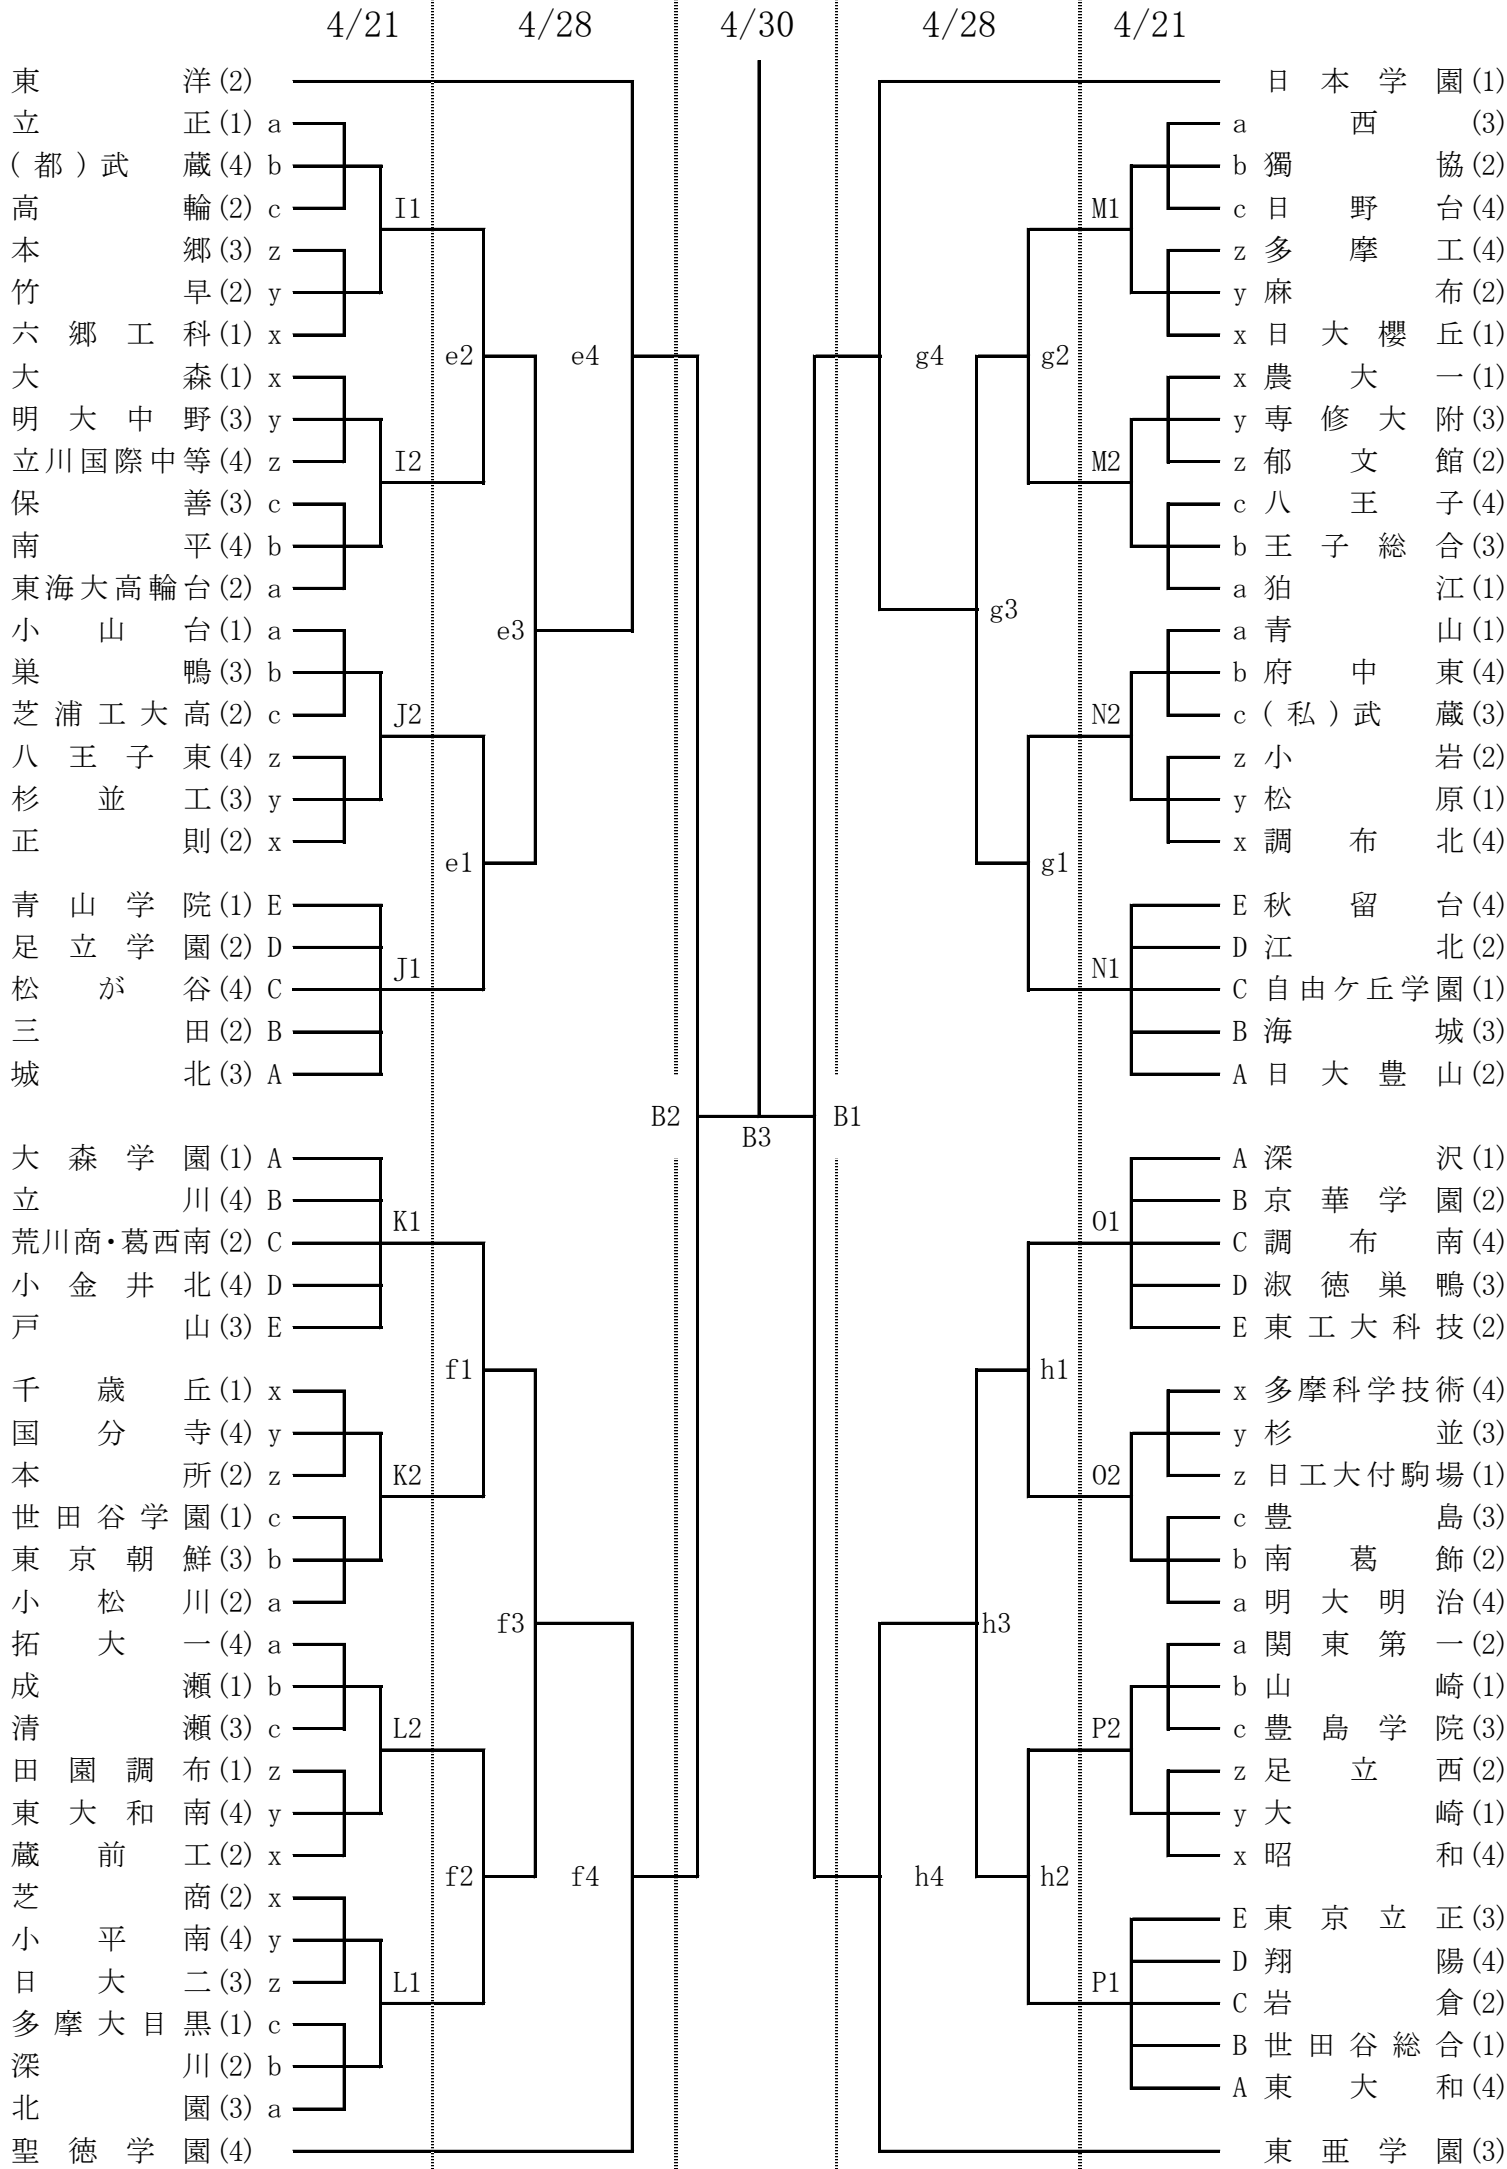 4/21 4/28 4/30 4/28 4/21
東洋(2)
立正(1) a
(都)武蔵(4) b
高輪(2) c
I1
本郷(3) z
竹早(2) y
六郷工科(1) x
e2 e4
大森(1) x
明大中野(3) y
立川国際中等(4) z
I2
保善(3) c
南平(4) b
東海大高輪台(2) a
小山台(1) a
e3
巣鴨(3) b
芝浦工大高(2) c
J2
八王子東(4) z
杉並工(3) y
正則(2) x
e1
青山学院(1) E
足立学園(2) D
J1
松が谷(4) C
三田(2) B
城北(3) A
B2
B3
B1
大森学園(1) A
立川(4) B
K1
荒川商・葛西南(2) C
小金井北(4) D
戸山(3) E
f1
千歳丘(1) x
国分寺(4) y
本所(2) z
K2
世田谷学園(1) c
東京朝鮮(3) b
小松川(2) a
f3
拓大一(4) a
成瀬(1) b
清瀬(3) c
L2
田園調布(1) z
東大和南(4) y
蔵前工(2) x
f2 f4
芝商(2) x
小平南(4) y
日大二(3) z
L1
多摩大目黒(1) c
深川(2) b
北園(3) a
聖徳学園(4)
日本学園(1)
a 西(3)
b 獨協(2)
M1
c 日野台(4)
z 多摩工(4)
y 麻布(2)
x 日大櫻丘(1)
g4 g2
x 農大一(1)
y 専修大附(3)
M2
z 郁文館(2)
c 八王子(4)
b 王子総合(3)
a 狛江(1)
g3
a 青山(1)
b 府中東(4)
N2
c (私)武蔵(3)
z 小岩(2)
y 松原(1)
x 調布北(4)
g1
E 秋留台(4)
D 江北(2)
N1
C 自由ケ丘学園(1)
B 海城(3)
A 日大豊山(2)
A 深沢(1)
B 京華学園(2)
O1
C 調布南(4)
D 淑徳巣鴨(3)
E 東工大科技(2)
h1
x 多摩科学技術(4)
y 杉並(3)
O2
z 日工大付駒場(1)
c 豊島(3)
b 南葛飾(2)
a 明大明治(4)
h3
a 関東第一(2)
b 山崎(1)
P2
c 豊島学院(3)
z 足立西(2)
y 大崎(1)
x 昭和(4)
h4 h2
E 東京立正(3)
D 翔陽(4)
P1
C 岩倉(2)
B 世田谷総合(1)
A 東大和(4)
東亜学園(3)